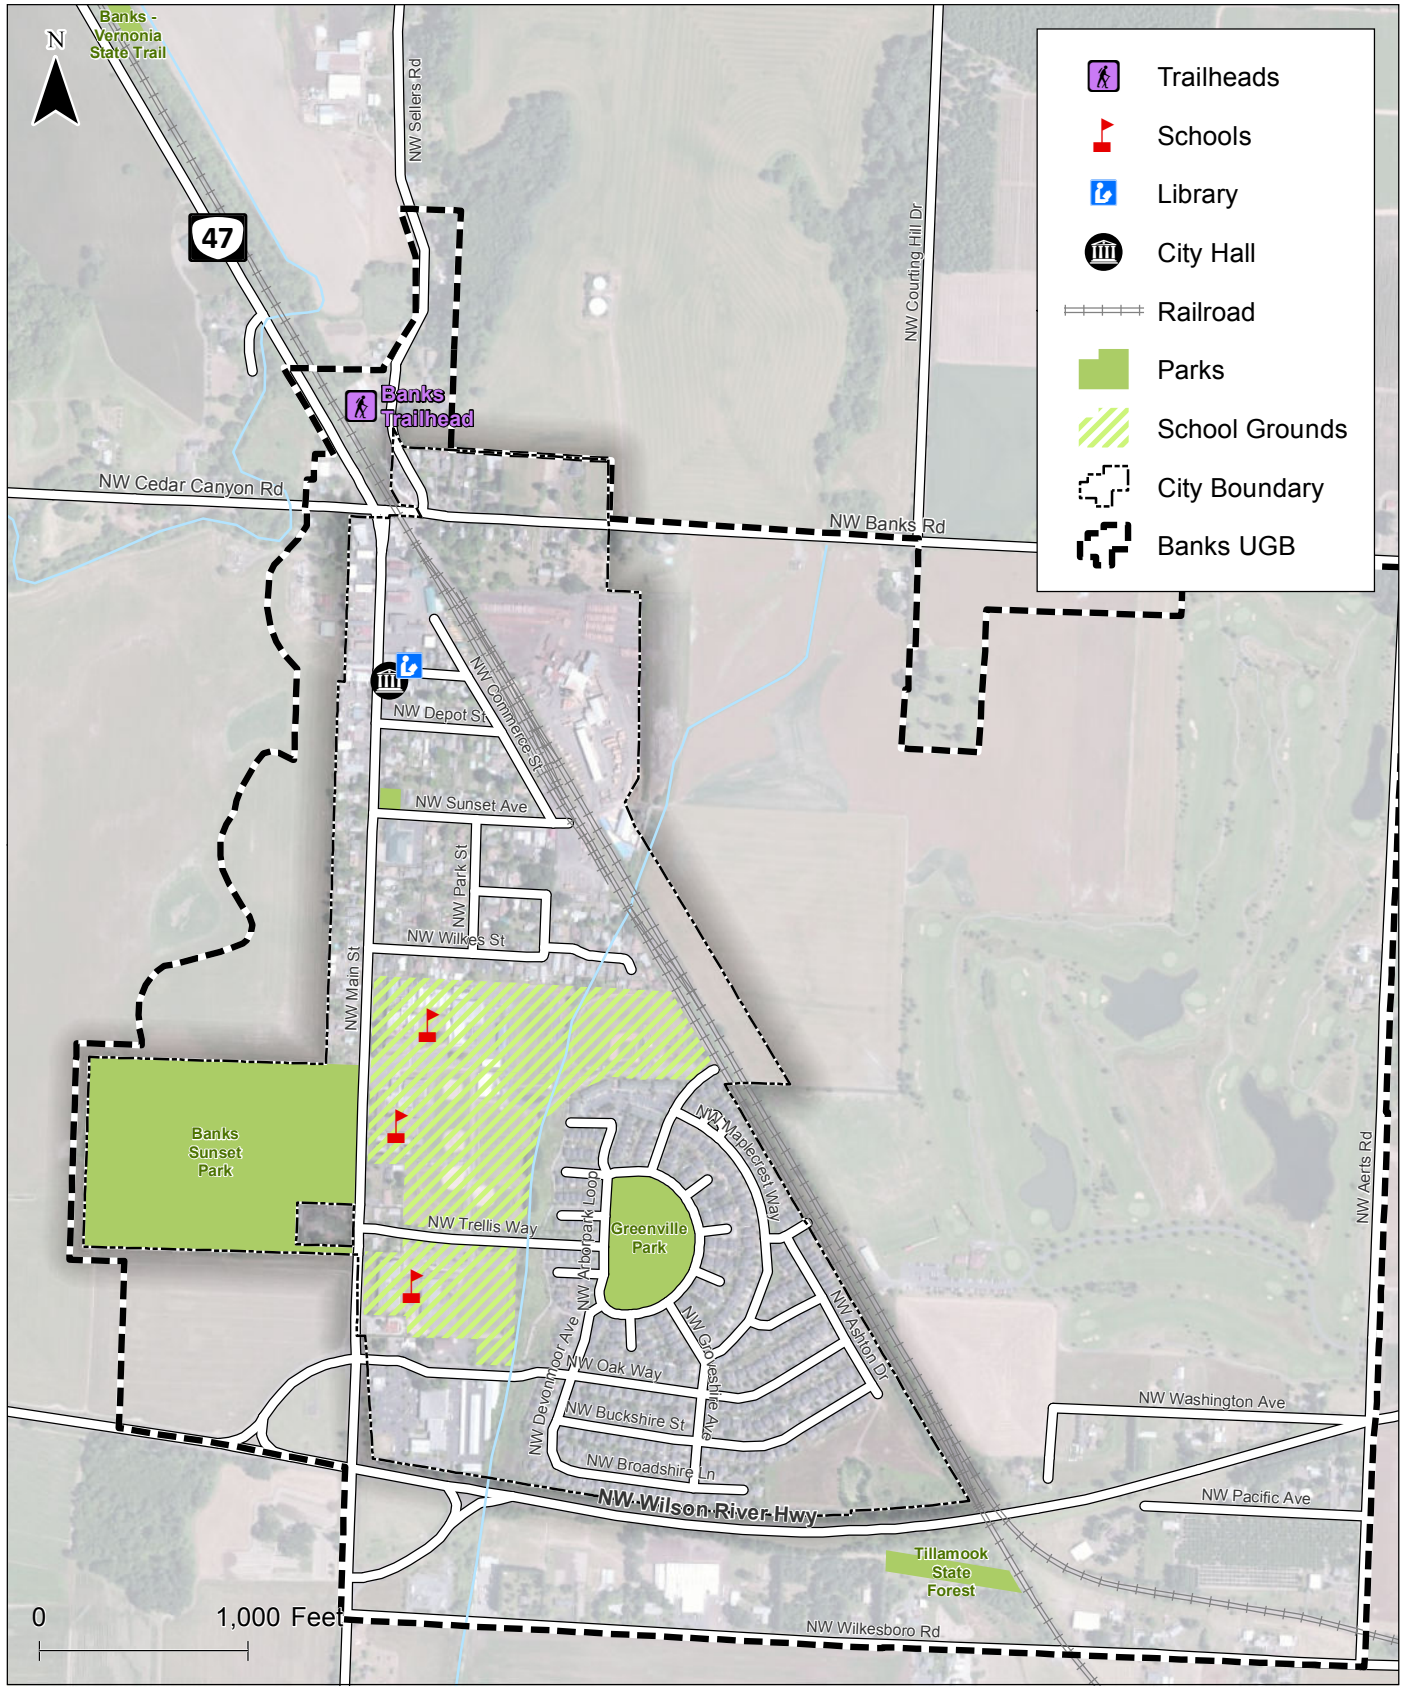 Banks -
Vernonia
State Trail
N
NW Sellers Rd
47
NW Courting Hill Dr
Trailheads
Schools
Library
City Hall
Railroad
Parks
School Grounds
City Boundary
Banks UGB
Banks
Trailhead
NW Cedar Canyon Rd
NW Banks Rd
NW Commerce St
NW Depot St
NW Sunset Ave
NW Park St
NW Wilkes St
NW Main St
Banks
Sunset
Park
NW Maplecrest Way
NW Arborpark Loop
NW Trellis Way
Greenville
Park
NW Aerts Rd
NW Ashton Dr
NW Groveshire Ave
NW Devonmoor Ave
NW Oak Way
NW Buckshire St
NW Broadshire Ln
NW Washington Ave
NW Pacific Ave
NW Wilson River Hwy
Tillamook
State
Forest
NW Wilkesboro Rd
0 1,000 Feet